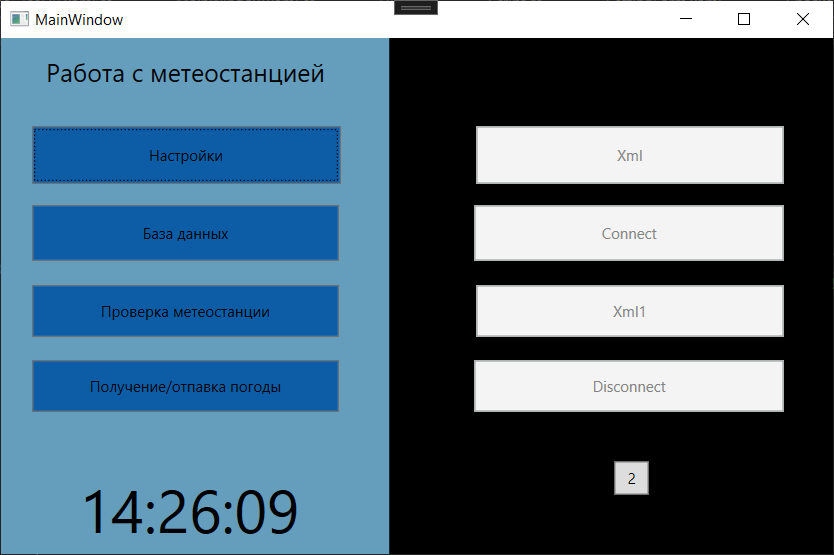 MainWindow
Работа с метеостанцией
Настройки
База данных
Проверка метеостанции
Получение/отпавка погоды
14:26:09
Xml
Connect
Xml1
Disconnect
2